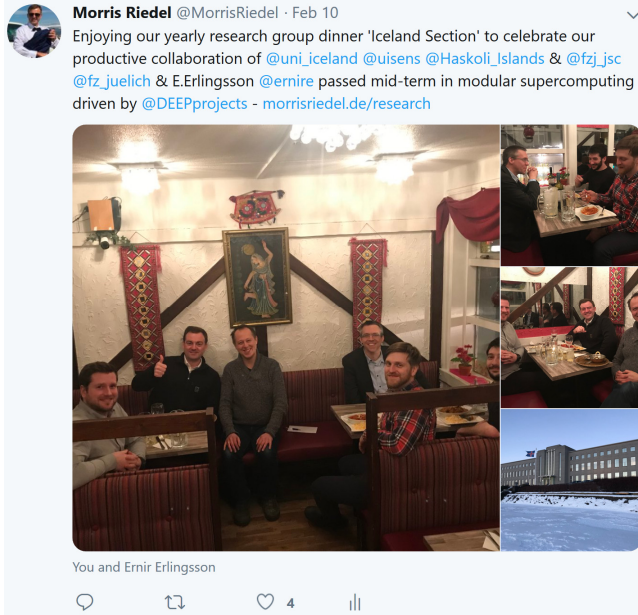 Morris Riedel @MorrisRiedel · Feb 10
Enjoying our yearly research group dinner 'Iceland Section' to celebrate our
productive collaboration of @uni_iceland @uisens @Haskoli_Islands & @fzj_jsc
@fz_juelich & E.Erlingsson @ernire passed mid-term in modular supercomputing
driven by @DEEPprojects - morrisriedel.de/research
You and Ernir Erlingsson
4